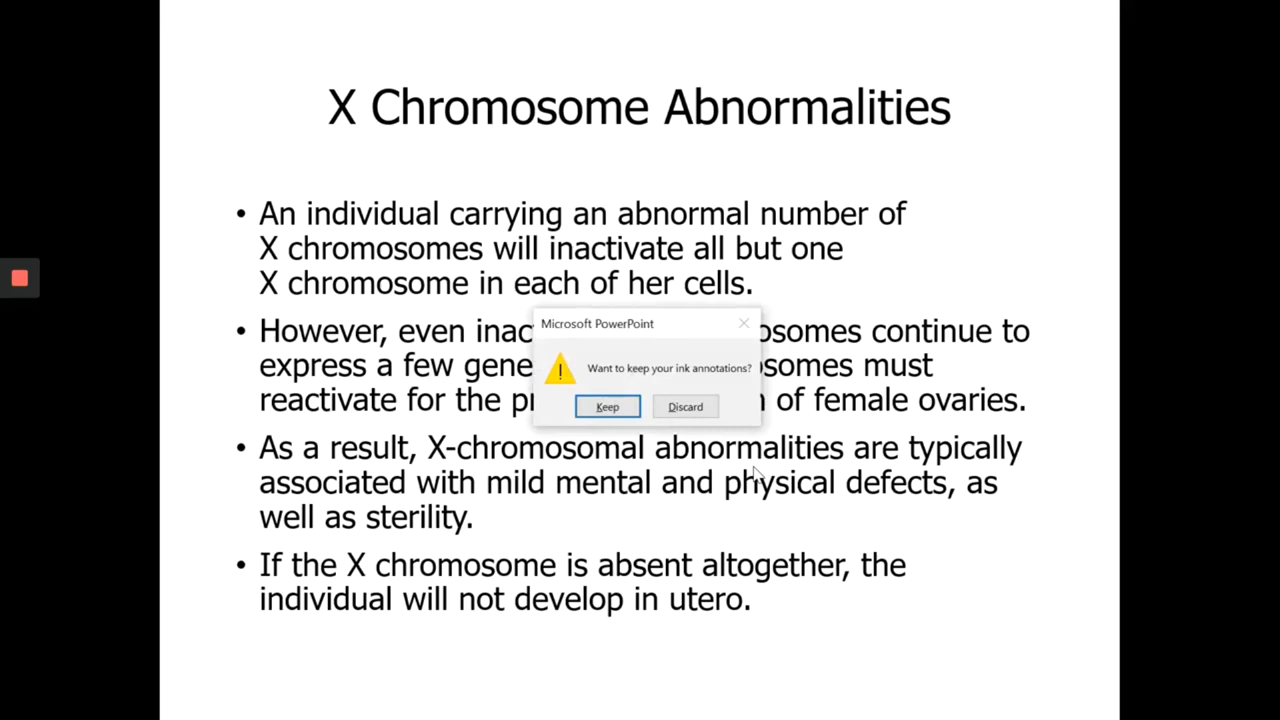 X Chromosome Abnormalities
• An individual carrying an abnormal number of
X chromosomes will inactivate all but one
X chromosome in each of her cells.
• However, even inac osomes continue to
express a few gene osomes must
reactivate for the pr n of female ovaries.
• As a result, X-chromosomal abnormalities are typically
associated with mild mental and physical defects, as
well as sterility.
• If the X chromosome is absent altogether, the
individual will not develop in utero.
Microsoft PowerPoint
Want to keep your ink annotations?
Keep
Discard